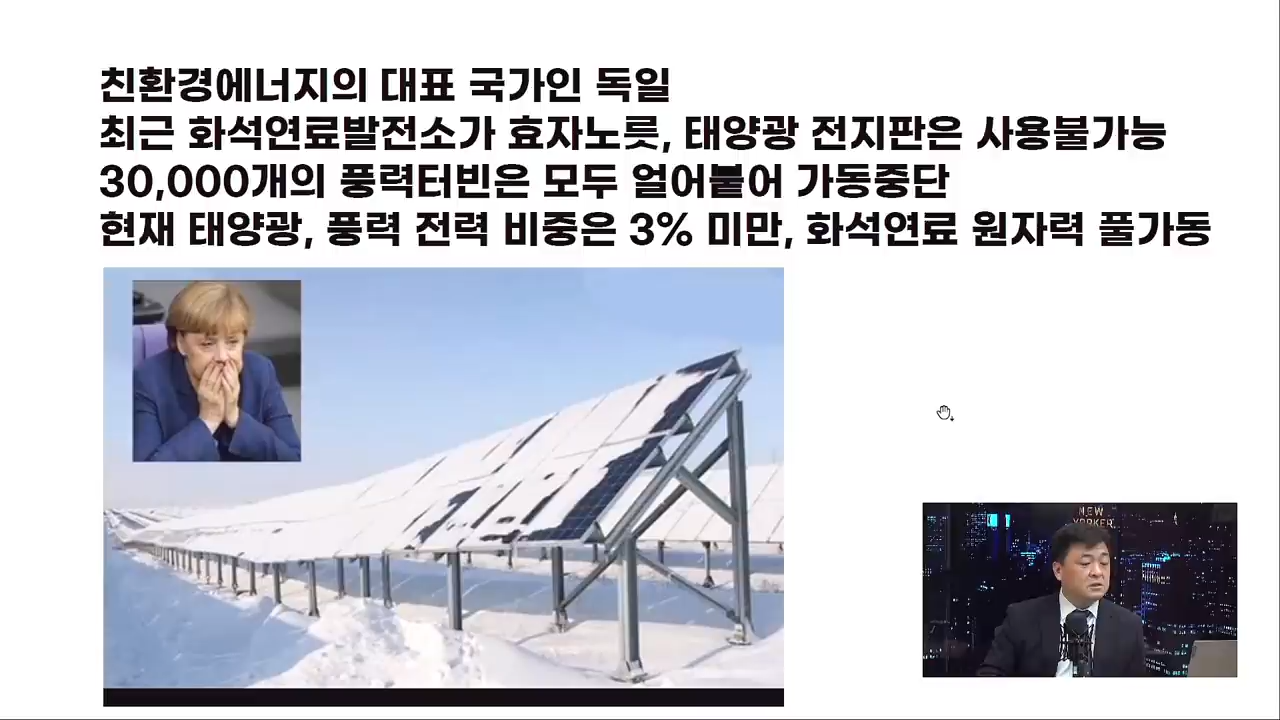 친환경에너지의 대표 국가인 독일
최근 화석연료발전소가 효자노릇, 태양광 전지판은 사용불가능
30,000개의 풍력터빈은 모두 얼어붙어 가동중단
현재 태양광, 풍력 전력 비중은 3% 미만, 화석연료 원자력 풀가동
NEW
YORKER